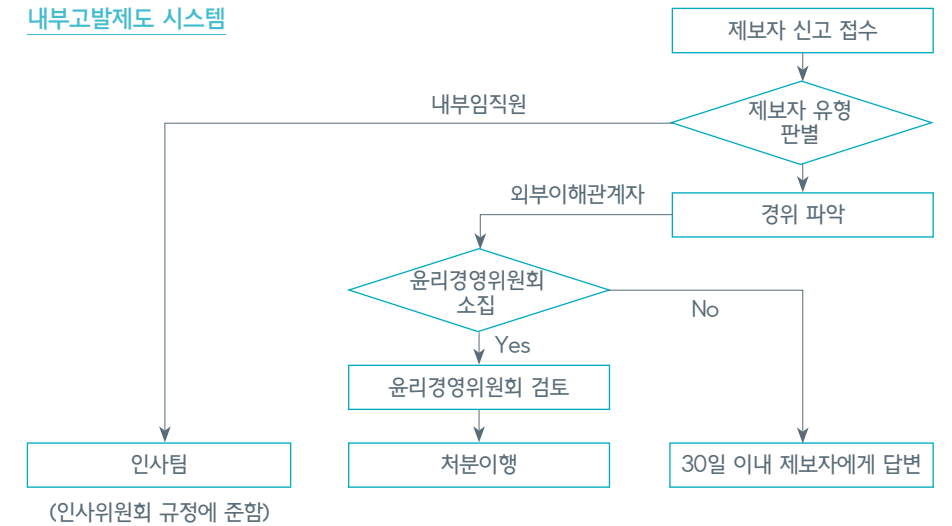 내부고발제도 시스템
제보자 신고 접수
제보자 유형
판별
내부임직원
경위 파악
외부이해관계자
윤리경영위원회
소집
No
Yes
윤리경영위원회 검토
인사팀
처분이행
30일 이내 제보자에게 답변
(인사위원회 규정에 준함)